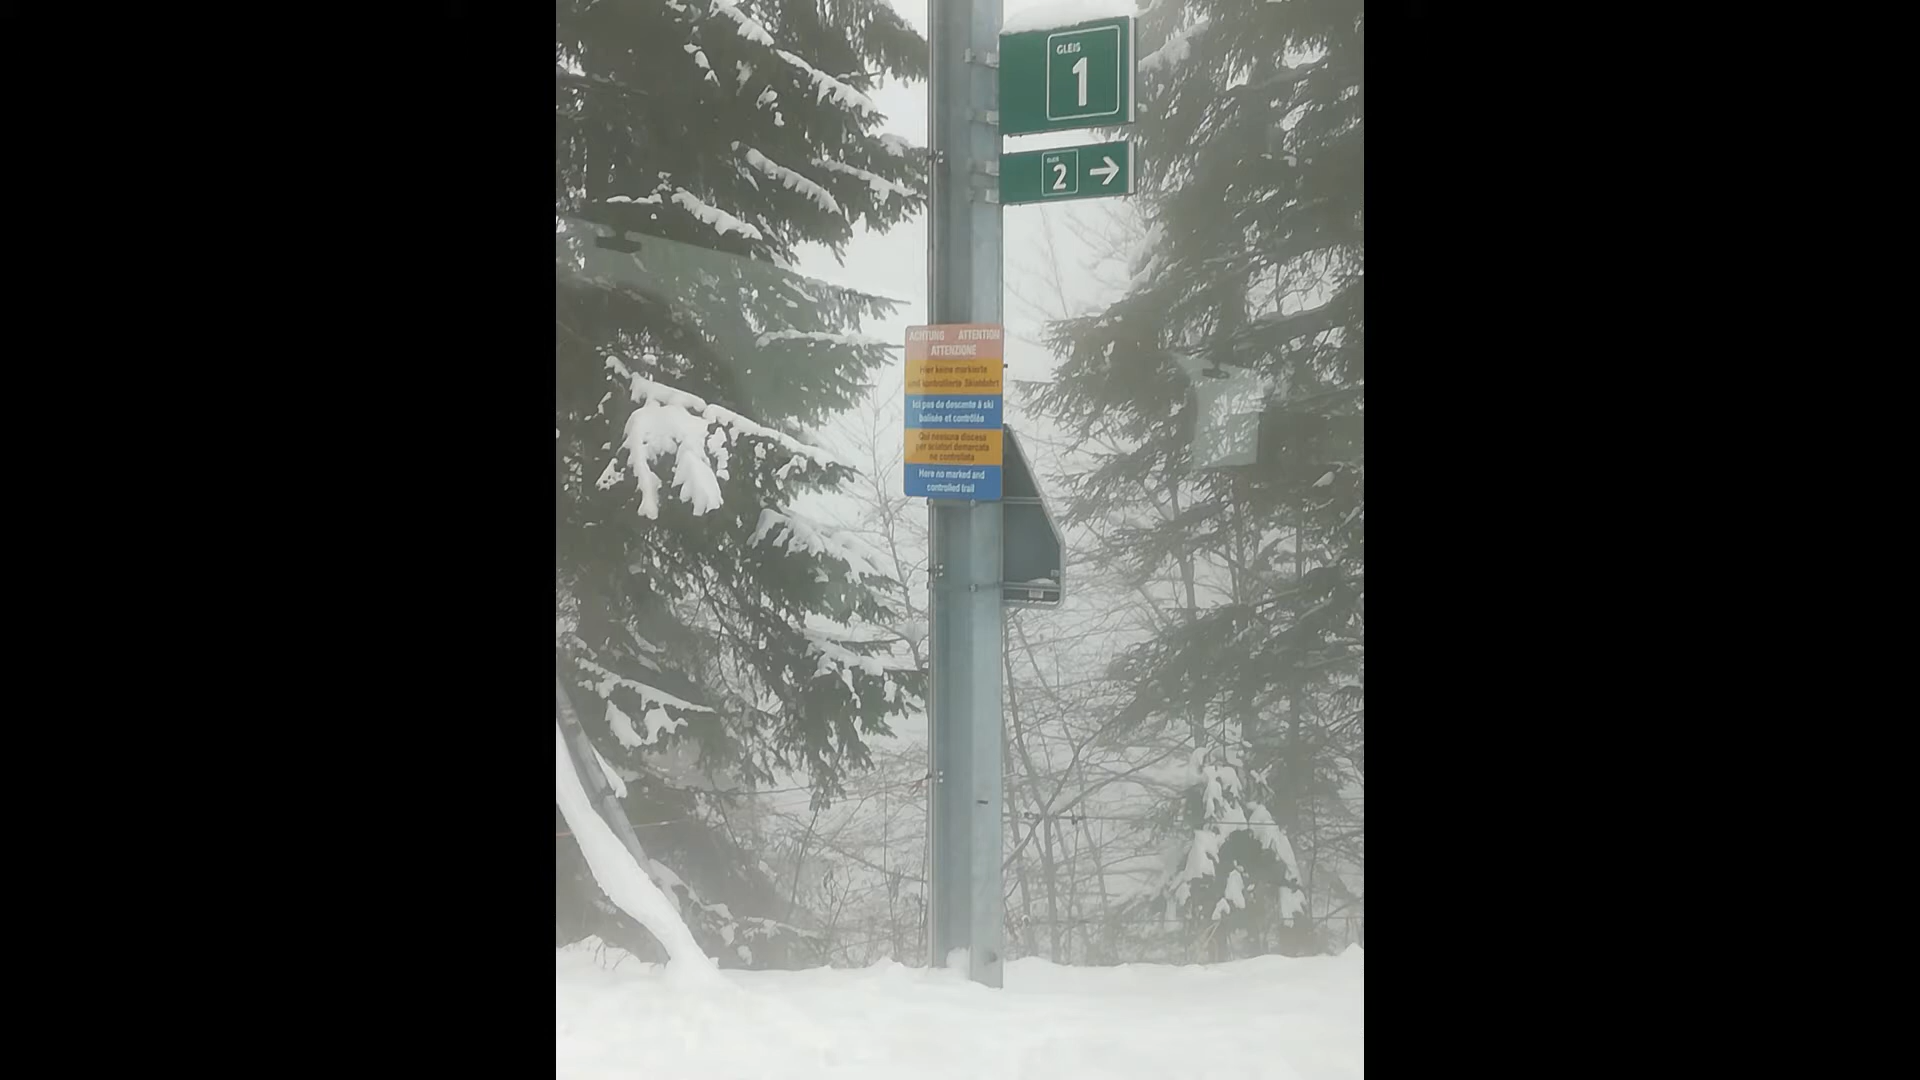 GLEIS
1
GLEIS
2
ACHTUNG ATTENTION
ATTENZIONE
Hier keine markierte
und kontrollierte Skiabfahrt
Ici pas de descente à ski
balisée et contrôlée
Qui nessuna discesa
per sciatori demarcata
ne controllata
Here no marked and
controlled trail